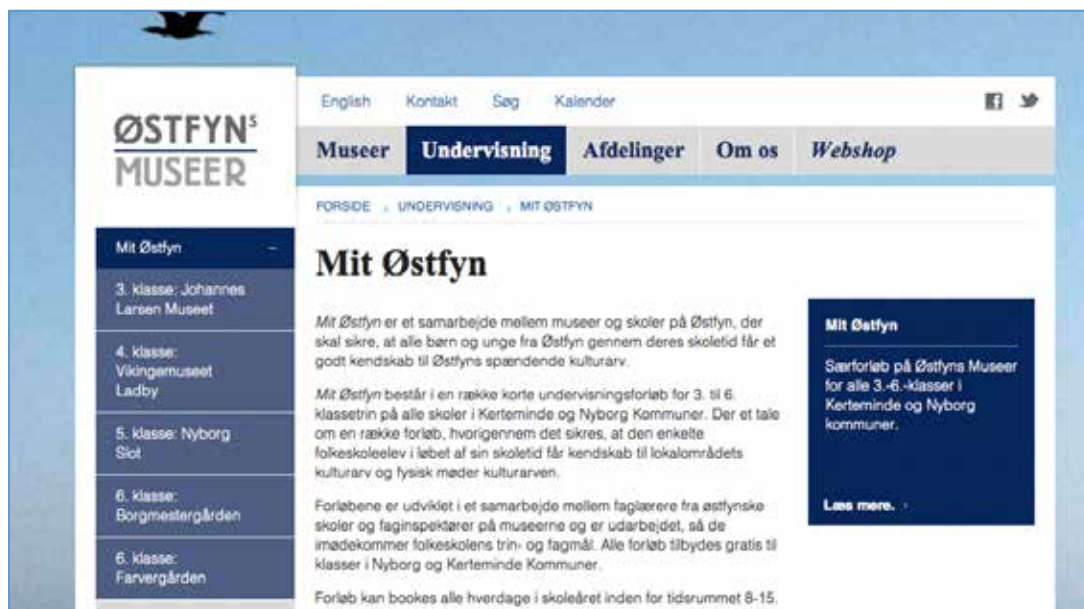 English Kontakt Søg Kalender
ØSTFYNS
MUSEER
Museer Undervisning Afdelinger Om os Webshop
FORSIDE › UNDERVISNING › MIT ØSTFYN
Mit Østfyn –
3. klasse: Johannes
Larsen Museet
4. klasse:
Vikingemuseet
Ladby
5. klasse: Nyborg
Slot
6. klasse:
Borgmestergården
6. klasse:
Farvergården
Mit Østfyn
Mit Østfyn er et samarbejde mellem museer og skoler på Østfyn, der
skal sikre, at alle børn og unge fra Østfyn gennem deres skoletid får et
godt kendskab til Østfyns spændende kulturarv.
Mit Østfyn består i en række korte undervisningsforløb for 3. til 6.
klassetrin på alle skoler i Kerteminde og Nyborg Kommuner. Der et tale
om en række forløb, hvorigennem det sikres, at den enkelte
folkeskoleelev i løbet af sin skoletid får kendskab til lokalområdets
kulturarv og fysisk møder kulturarven.
Forløbene er udviklet i et samarbejde mellem faglærere fra østfynske
skoler og faginspektører på museerne og er udarbejdet, så de
imødekommer folkeskolens trin- og fagmål. Alle forløb tilbydes gratis til
klasser i Nyborg og Kerteminde Kommuner.
Forløb kan bookes alle hverdage i skoleåret inden for tidsrummet 8-15.
Mit Østfyn
Særforløb på Østfyns Museer
for alle 3.-6.-klasser i
Kerteminde og Nyborg
kommuner.
Læs mere. ›